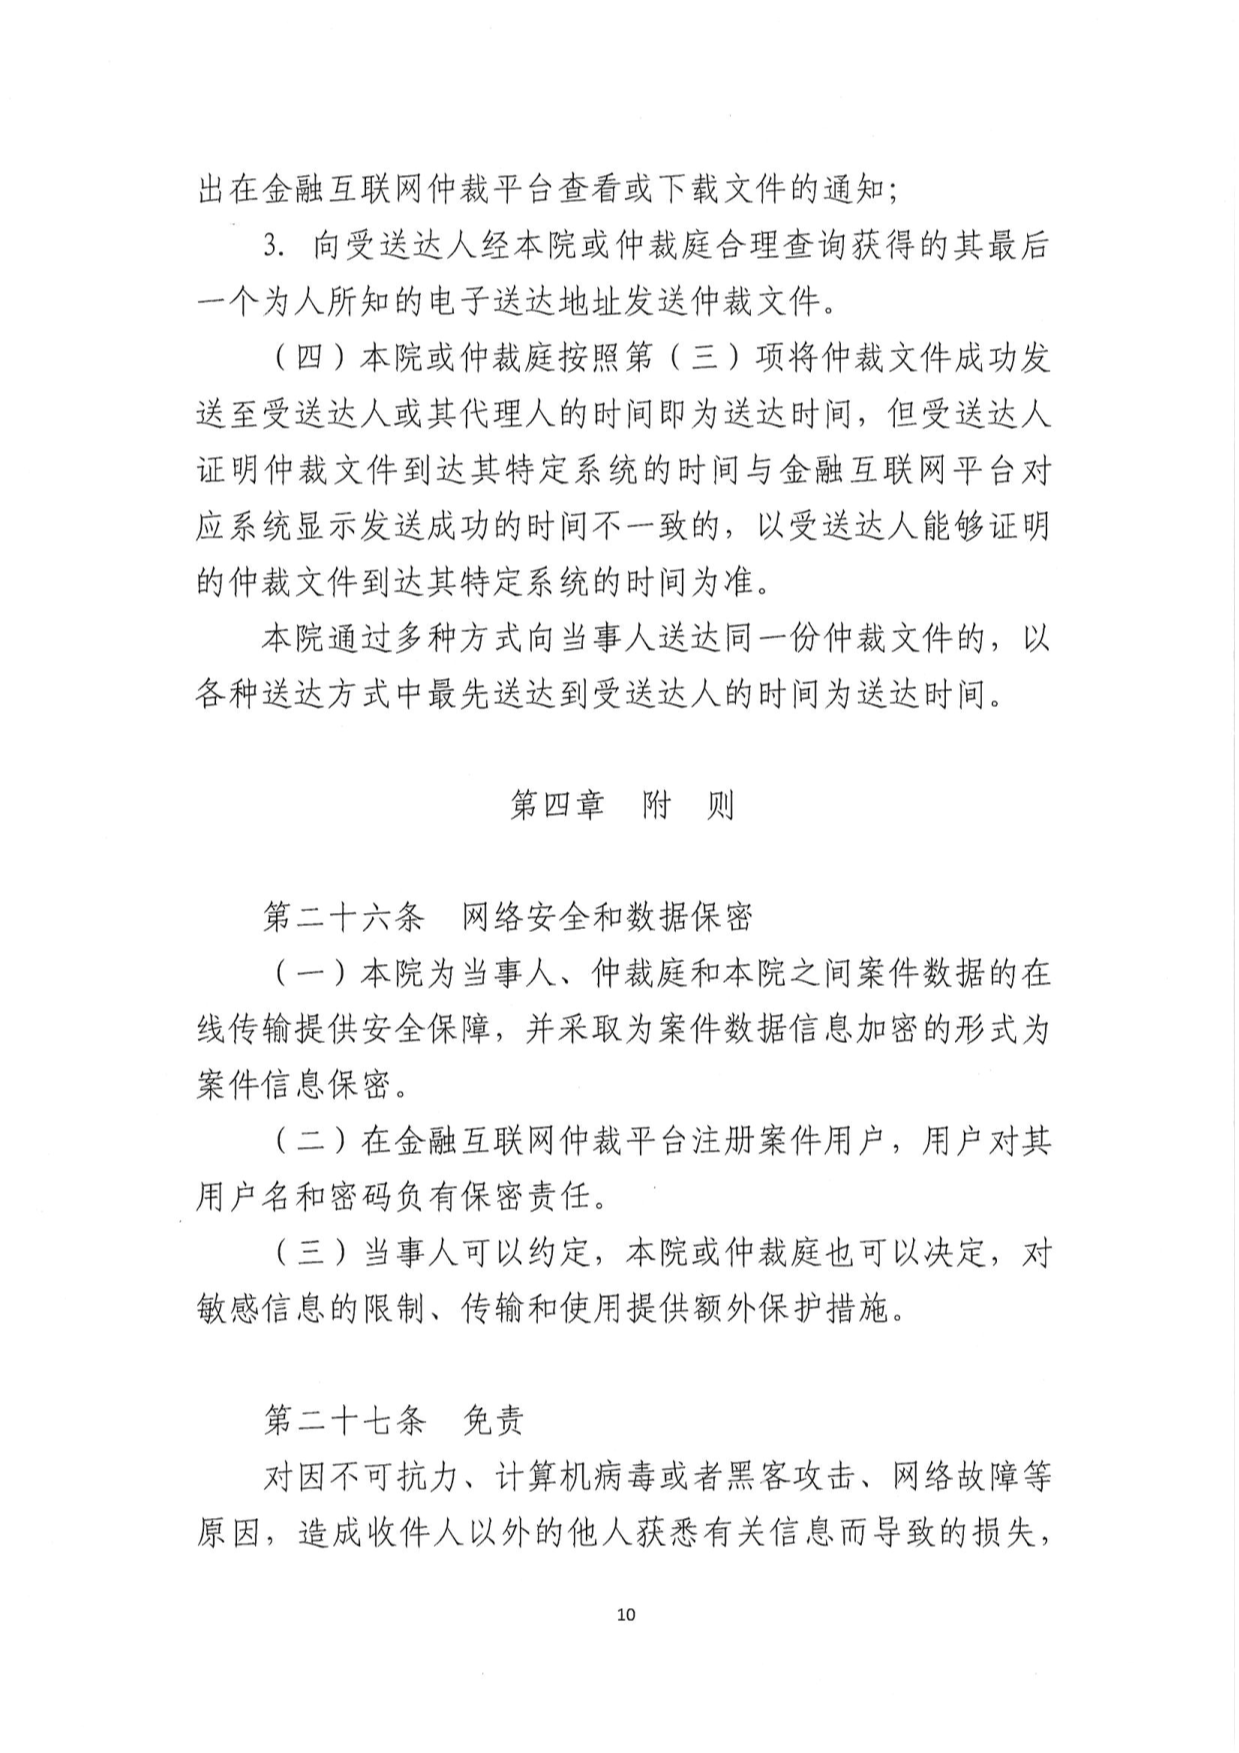 出在金融互联网仲裁平台查看或下载文件的通知；
3. 向受送达人经本院或仲裁庭合理查询获得的其最后
一个为人所知的电子送达地址发送仲裁文件。
（四）本院或仲裁庭按照第（三）项将仲裁文件成功发
送至受送达人或其代理人的时间即为送达时间，但受送达人
证明仲裁文件到达其特定系统的时间与金融互联网平台对
应系统显示发送成功的时间不一致的，以受送达人能够证明
的仲裁文件到达其特定系统的时间为准。
本院通过多种方式向当事人送达同一份仲裁文件的，以
各种送达方式中最先送达到受送达人的时间为送达时间。
第四章 附 则
第二十六条 网络安全和数据保密
（一）本院为当事人、仲裁庭和本院之间案件数据的在
线传输提供安全保障，并采取为案件数据信息加密的形式为
案件信息保密。
（二）在金融互联网仲裁平台注册案件用户，用户对其
用户名和密码负有保密责任。
（三）当事人可以约定，本院或仲裁庭也可以决定，对
敏感信息的限制、传输和使用提供额外保护措施。
第二十七条 免责
对因不可抗力、计算机病毒或者黑客攻击、网络故障等
原因，造成收件人以外的他人获悉有关信息而导致的损失，
10